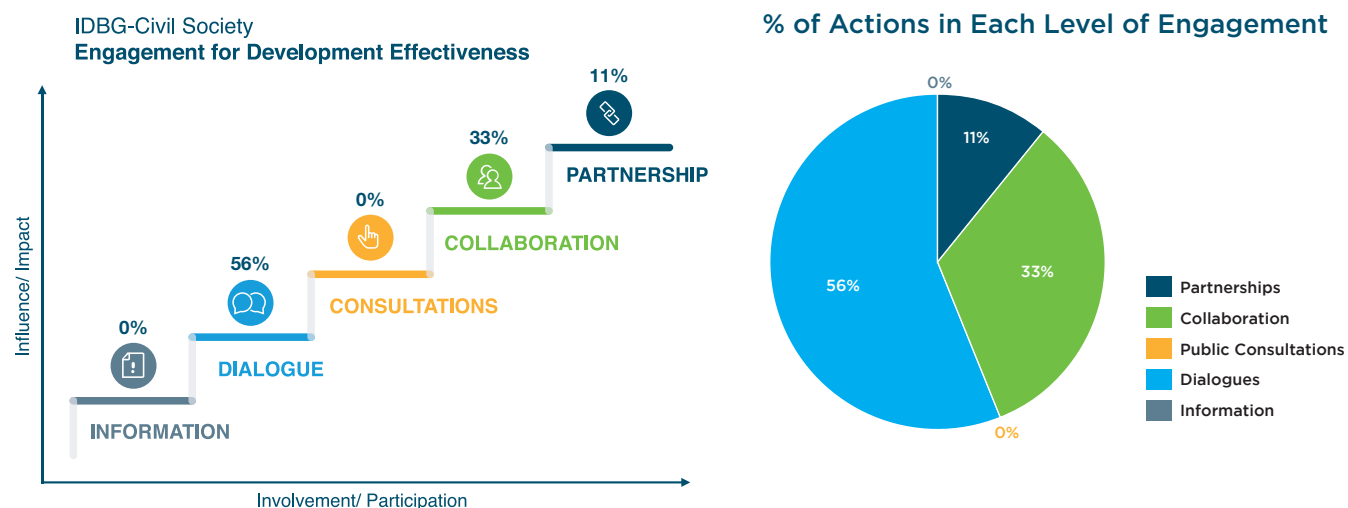 IDBG-Civil Society
Engagement for Development Effectiveness
11%
PARTNERSHIP
33%
COLLABORATION
0%
CONSULTATIONS
56%
DIALOGUE
0%
INFORMATION
Influence/ Impact
Involvement/ Participation
% of Actions in Each Level of Engagement
0%
11%
33%
56%
0%
Partnerships
Collaboration
Public Consultations
Dialogues
Information